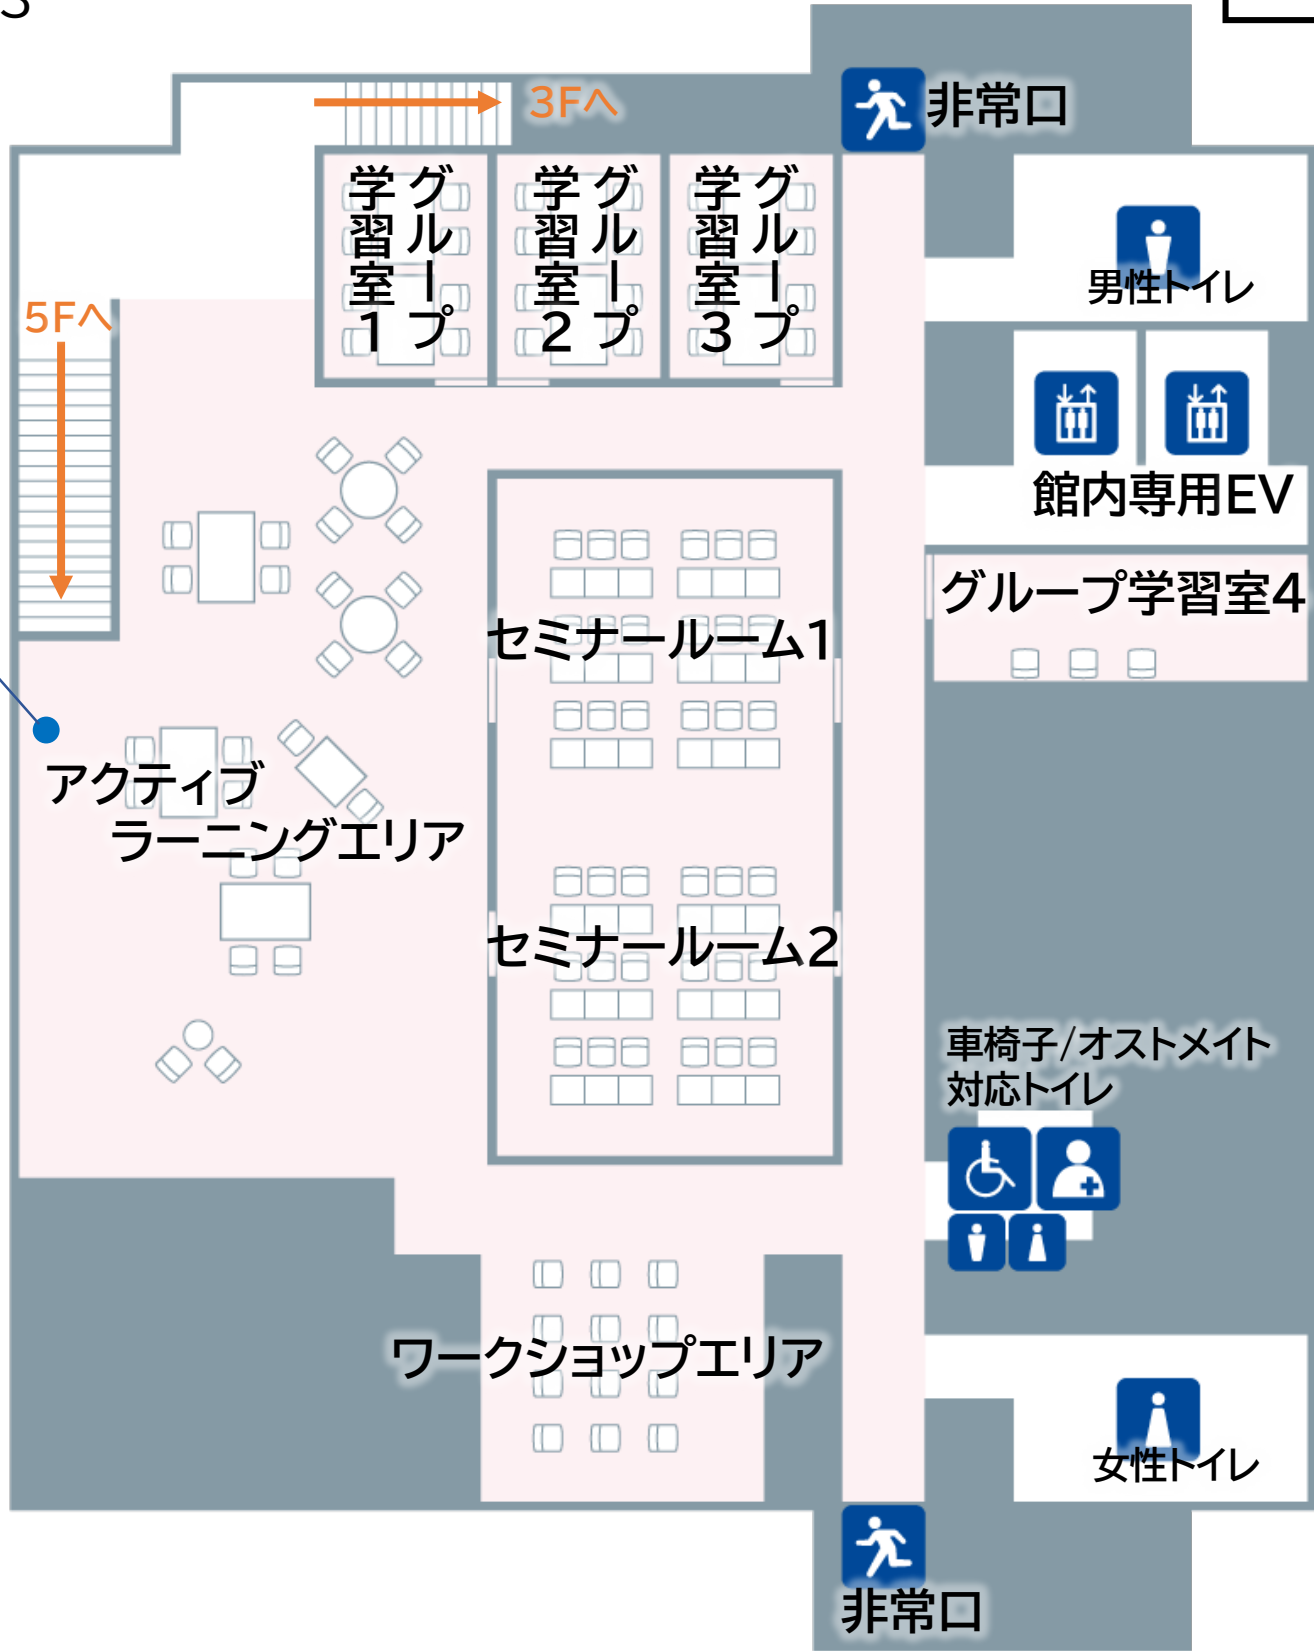 3Fへ
非常口
グループ
学習室1
グループ
学習室2
グループ
学習室3
男性トイレ
5Fへ
館内専用EV
グループ学習室4
セミナールーム1
アクティブ
ラーニングエリア
セミナールーム2
車椅子/オストメイト
対応トイレ
ワークショップエリア
女性トイレ
非常口